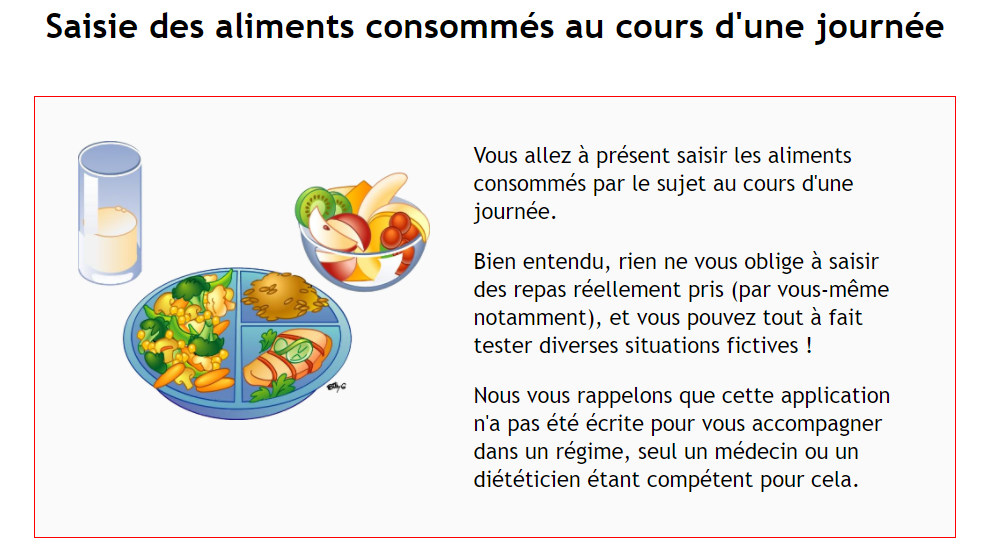 Saisie des aliments consommés au cours d'une journée
Vous allez à présent saisir les aliments
consommés par le sujet au cours d'une
journée.
Bien entendu, rien ne vous oblige à saisir
des repas réellement pris (par vous-même
notamment), et vous pouvez tout à fait
tester diverses situations fictives !
Nous vous rappelons que cette application
n'a pas été écrite pour vous accompagner
dans un régime, seul un médecin ou un
diététicien étant compétent pour cela.